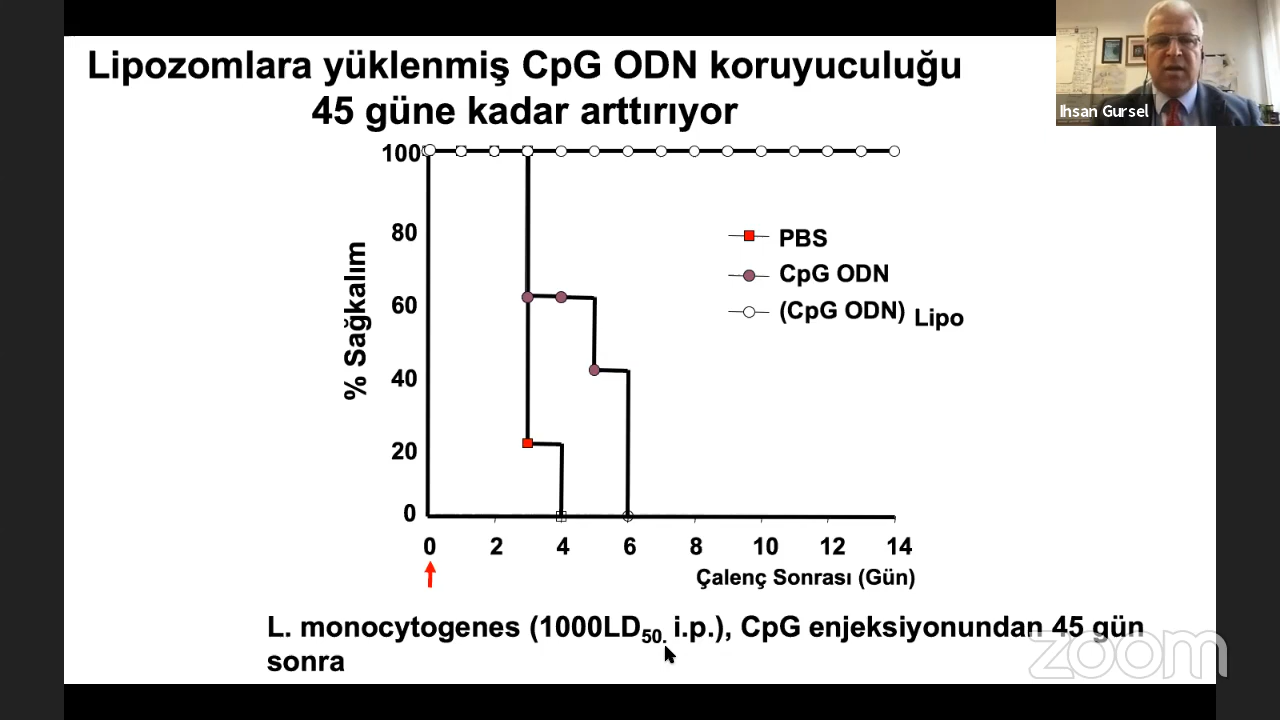 Lipozomlara yüklenmiş CpG ODN koruyuculuğu
45 güne kadar arttırıyor
Ihsan Gursel
100
80
60
40
20
0
% Sağkalım
PBS
CpG ODN
(CpG ODN) Lipo
0 2 4 6 8 10 12 14
Çalenç Sonrası (Gün)
L. monocytogenes (1000LD50. i.p.), CpG enjeksiyonundan 45 gün
sonra
zoom